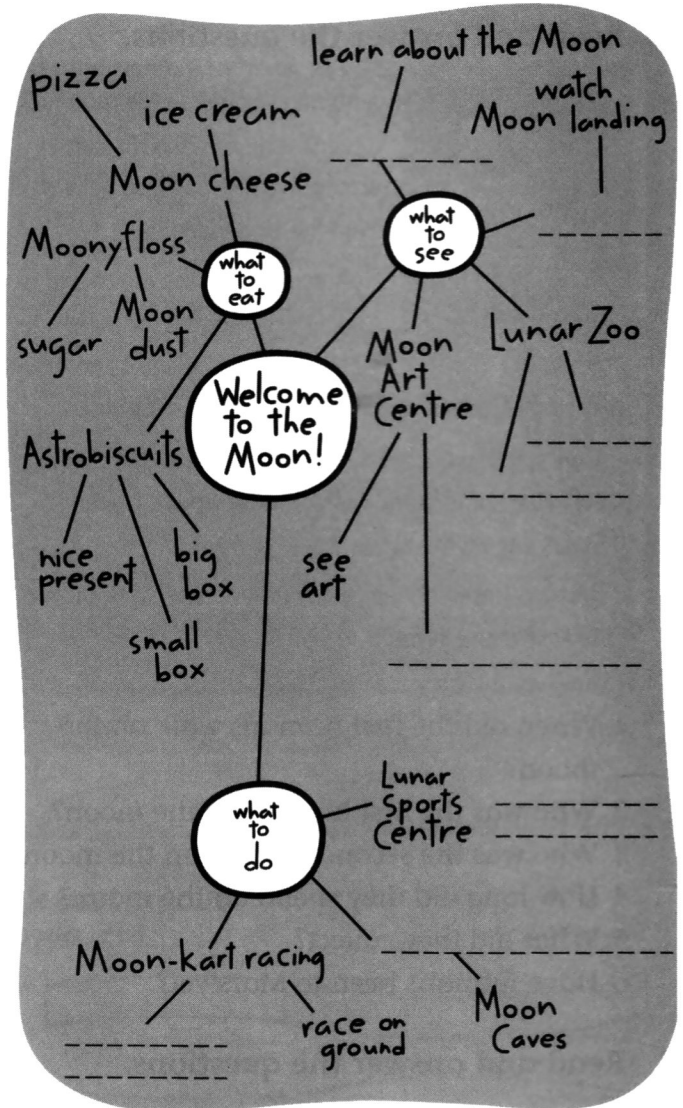 learn about the Moon
pizza
ice cream
watch
Moon landing
Moon cheese
Moonyfloss
what
to
eat
what
to
see
sugar
Moon
dust
Moon
Art
Centre
Lunar Zoo
Welcome
to the
Moon!
Astrobiscuits
nice
present
big
box
see
art
small
box
what
to
do
Lunar
Sports
Centre
Moon-kart racing
race on
ground
Moon
Caves